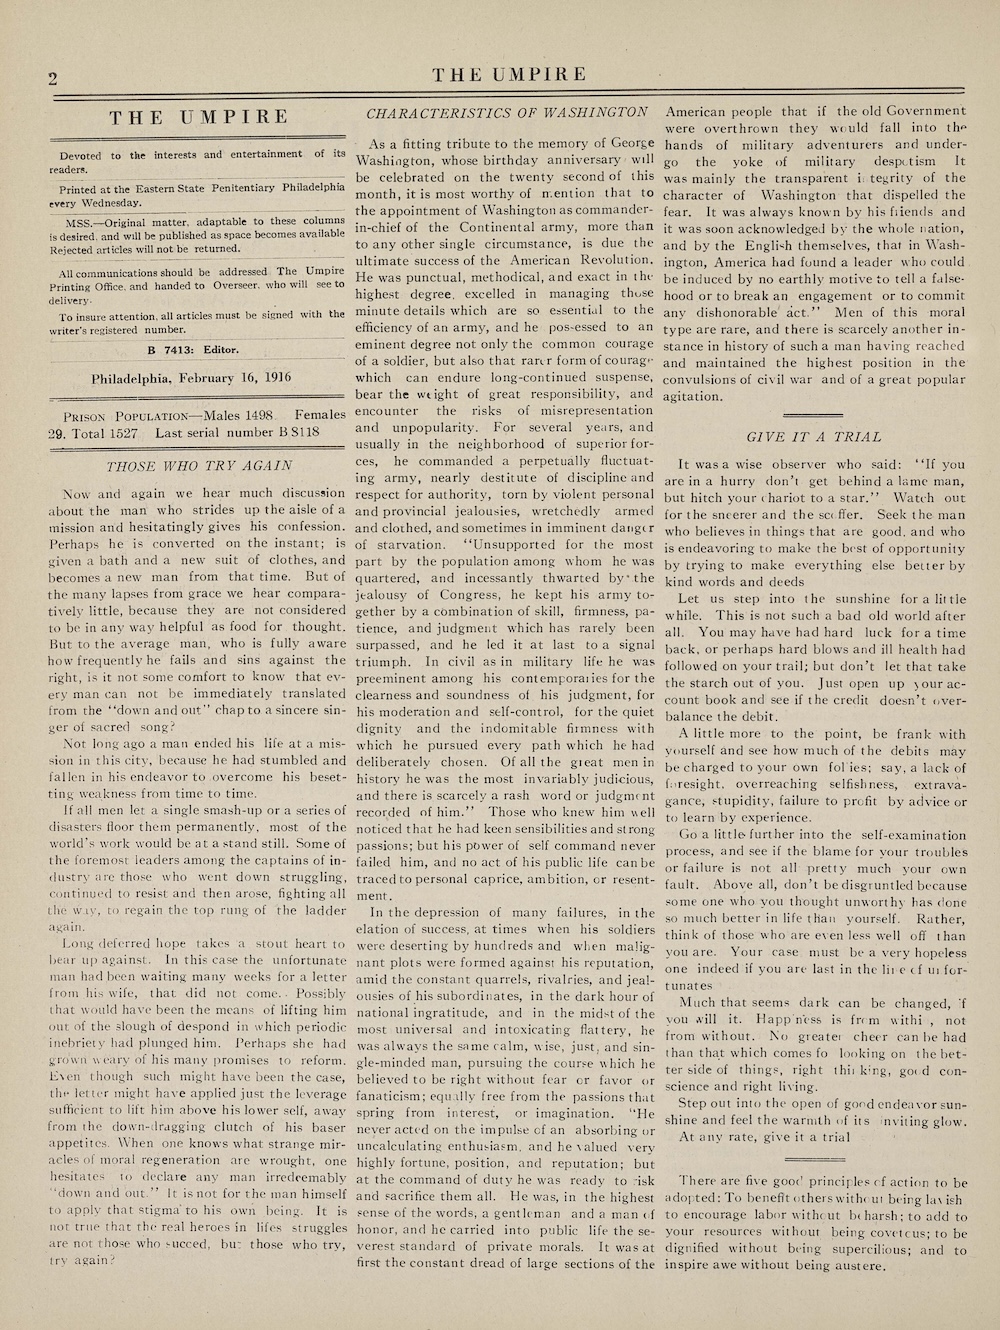 2
THE UMPIRE
THE UMPIRE
Devoted to the interests and entertainment of its
readers.
Printed at the Eastern State Penitentiary Philadelphia
every Wednesday.
MSS.—Original matter, adaptable to these columns
is desired, and will be published as space becomes available
Rejected articles will not be returned.
All communications should be addressed The Umpire
Printing Office, and handed to Overseer, who will see to
delivery.
To insure attention, all articles must be signed with the
writer's registered number.
B 7413: Editor.
Philadelphia, February 16, 1916
PRISON POPULATION—Males 1498. Females
29. Total 1527 Last serial number B 8118
THOSE WHO TRY AGAIN
Now and again we hear much discussion
about the man who strides up the aisle of a
mission and hesitatingly gives his confession.
Perhaps he is converted on the instant; is
given a bath and a new suit of clothes, and
becomes a new man from that time. But of
the many lapses from grace we hear compara-
tively little, because they are not considered
to be in any way helpful as food for thought.
But to the average man, who is fully aware
how frequently he fails and sins against the
right, is it not some comfort to know that ev-
ery man can not be immediately translated
from the "down and out" chap to a sincere sin-
ger of sacred song?
Not long ago a man ended his life at a mis-
sion in this city, because he had stumbled and
fallen in his endeavor to overcome his beset-
ting weakness from time to time.
If all men let a single smash-up or a series of
disasters floor them permanently, most of the
world's work would be at a stand still. Some of
the foremost leaders among the captains of in-
dustry are those who went down struggling,
continued to resist and then arose, fighting all
the way, to regain the top rung of the ladder
again.
Long deferred hope takes a stout heart to
bear up against. In this case the unfortunate
man had been waiting many weeks for a letter
from his wife, that did not come. Possibly
that would have been the means of lifting him
out of the slough of despond in which periodic
inebriety had plunged him. Perhaps she had
grown weary of his many promises to reform.
Even though such might have been the case,
the letter might have applied just the leverage
sufficient to lift him above his lower self, away
from the down-dragging clutch of his baser
appetites. When one knows what strange mir-
acles of moral regeneration are wrought, one
hesitates to declare any man irredeemably
"down and out." It is not for the man himself
to apply that stigma to his own being. It is
not true that the real heroes in lifes struggles
are not those who succed, but those who try,
try again?
CHARACTERISTICS OF WASHINGTON
As a fitting tribute to the memory of George
Washington, whose birthday anniversary will
be celebrated on the twenty second of this
month, it is most worthy of mention that to
the appointment of Washington as commander-
in-chief of the Continental army, more than
to any other single circumstance, is due the
ultimate success of the American Revolution.
He was punctual, methodical, and exact in the
highest degree, excelled in managing those
minute details which are so essential to the
efficiency of an army, and he possessed to an
eminent degree not only the common courage
of a soldier, but also that rarer form of courage
which can endure long-continued suspense,
bear the weight of great responsibility, and
encounter the risks of misrepresentation
and unpopularity. For several years, and
usually in the neighborhood of superior for-
ces, he commanded a perpetually fluctuat-
ing army, nearly destitute of discipline and
respect for authority, torn by violent personal
and provincial jealousies, wretchedly armed
and clothed, and sometimes in imminent danger
of starvation. "Unsupported for the most
part by the population among whom he was
quartered, and incessantly thwarted by the
jealousy of Congress, he kept his army to-
gether by a combination of skill, firmness, pa-
tience, and judgment which has rarely been
surpassed, and he led it at last to a signal
triumph. In civil as in military life he was
preeminent among his contemporaries for the
clearness and soundness of his judgment, for
his moderation and self-control, for the quiet
dignity and the indomitable firmness with
which he pursued every path which he had
deliberately chosen. Of all the great men in
history he was the most invariably judicious,
and there is scarcely a rash word or judgment
recorded of him." Those who knew him well
noticed that he had keen sensibilities and strong
passions; but his power of self command never
failed him, and no act of his public life can be
traced to personal caprice, ambition, or resent-
ment.
In the depression of many failures, in the
elation of success, at times when his soldiers
were deserting by hundreds and when malig-
nant plots were formed against his reputation,
amid the constant quarrels, rivalries, and jeal-
ousies of his subordinates, in the dark hour of
national ingratitude, and in the midst of the
most universal and intoxicating flattery, he
was always the same calm, wise, just, and sin-
gle-minded man, pursuing the course which he
believed to be right without fear or favor or
fanaticism; equally free from the passions that
spring from interest, or imagination. "He
never acted on the impulse of an absorbing or
uncalculating enthusiasm, and he valued very
highly fortune, position, and reputation; but
at the command of duty he was ready to risk
and sacrifice them all. He was, in the highest
sense of the words, a gentleman and a man of
honor, and he carried into public life the se-
verest standard of private morals. It was at
first the constant dread of large sections of the
American people that if the old Government
were overthrown they would fall into the
hands of military adventurers and under-
go the yoke of military despotism It
was mainly the transparent integrity of the
character of Washington that dispelled the
fear. It was always known by his friends and
it was soon acknowledged by the whole nation,
and by the English themselves, that in Wash-
ington, America had found a leader who could
be induced by no earthly motive to tell a false-
hood or to break an engagement or to commit
any dishonorable act." Men of this moral
type are rare, and there is scarcely another in-
stance in history of such a man having reached
and maintained the highest position in the
convulsions of civil war and of a great popular
agitation.
GIVE IT A TRIAL
It was a wise observer who said: "If you
are in a hurry don't get behind a lame man,
but hitch your chariot to a star." Watch out
for the sneerer and the scoffer. Seek the man
who believes in things that are good, and who
is endeavoring to make the best of opportunity
by trying to make everything else better by
kind words and deeds
Let us step into the sunshine for a little
while. This is not such a bad old world after
all. You may have had hard luck for a time
back, or perhaps hard blows and ill health had
followed on your trail; but don't let that take
the starch out of you. Just open up your ac-
count book and see if the credit doesn't over-
balance the debit.
A little more to the point, be frank with
yourself and see how much of the debits may
be charged to your own follies; say, a lack of
foresight, overreaching selfishness, extrava-
gance, stupidity, failure to profit by advice or
to learn by experience.
Go a little further into the self-examination
process, and see if the blame for your troubles
or failure is not all pretty much your own
fault. Above all, don't be disgruntled because
some one who you thought unworthy has done
so much better in life than yourself. Rather,
think of those who are even less well off than
you are. Your case must be a very hopeless
one indeed if you are last in the line of unfor-
tunates
Much that seems dark can be changed, if
you will it. Happiness is from within, not
from without. No greater cheer can be had
than that which comes fo looking on the bet-
ter side of things, right thinking, good con-
science and right living.
Step out into the open of good endeavor sun-
shine and feel the warmth of its inviting glow.
At any rate, give it a trial
There are five good principles of action to be
adopted: To benefit others without being lavish
to encourage labor without be harsh; to add to
your resources without being covetcus; to be
dignified without being supercilious; and to
inspire awe without being austere.